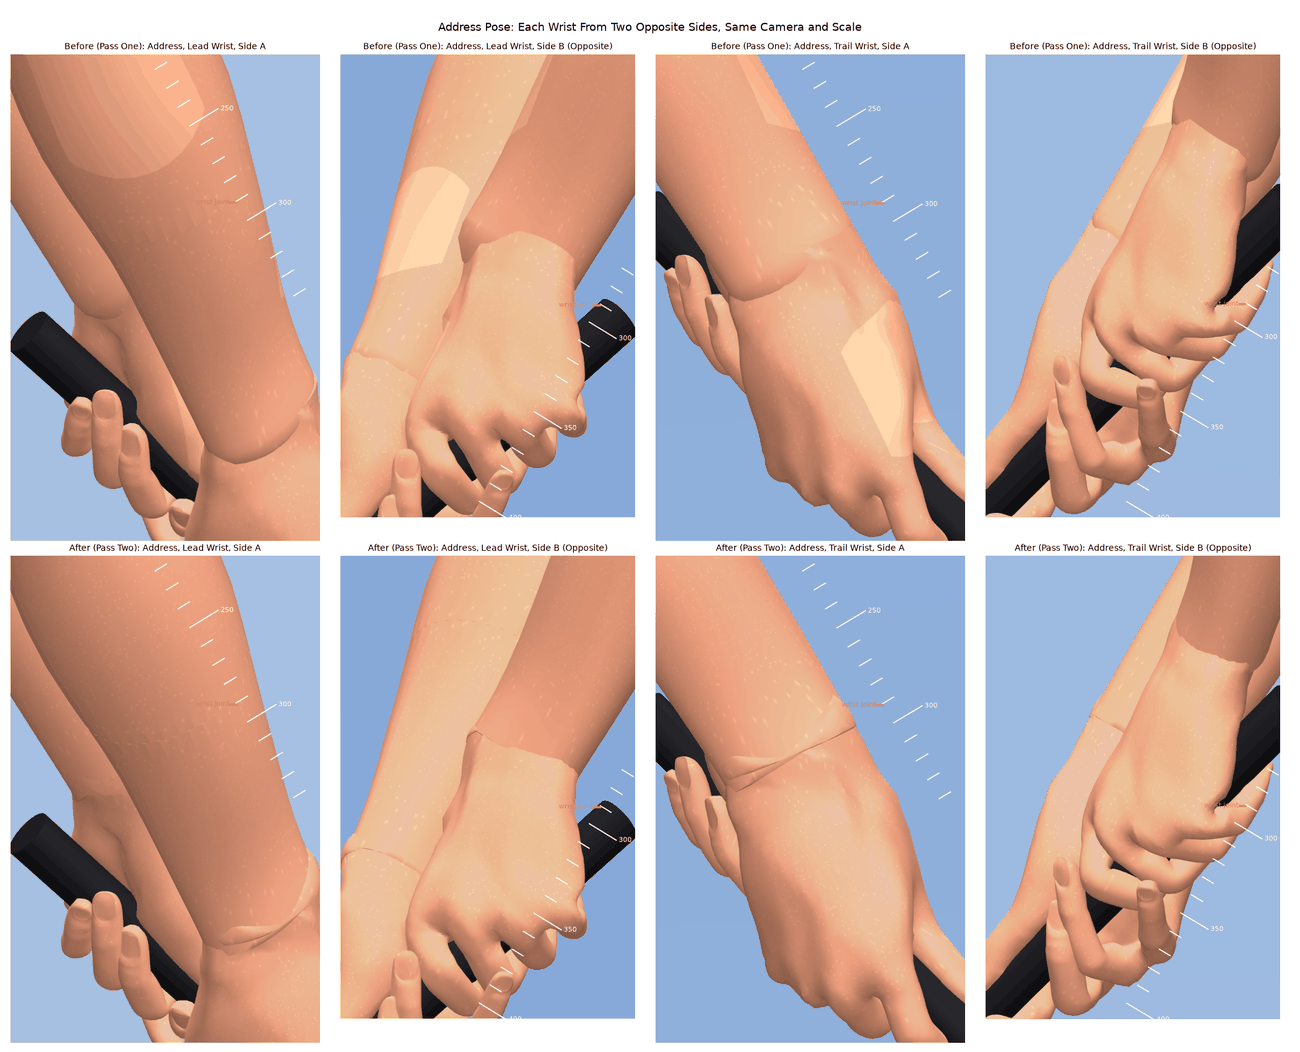 Address Pose: Each Wrist From Two Opposite Sides, Same Camera and Scale
Before (Pass One): Address, Lead Wrist, Side A
Before (Pass One): Address, Lead Wrist, Side B (Opposite)
Before (Pass One): Address, Trail Wrist, Side A
Before (Pass One): Address, Trail Wrist, Side B (Opposite)
250
300
300
350
400
250
300
300
350
400
After (Pass Two): Address, Lead Wrist, Side A
After (Pass Two): Address, Lead Wrist, Side B (Opposite)
After (Pass Two): Address, Trail Wrist, Side A
After (Pass Two): Address, Trail Wrist, Side B (Opposite)
250
300
300
350
400
250
300
300
350
400